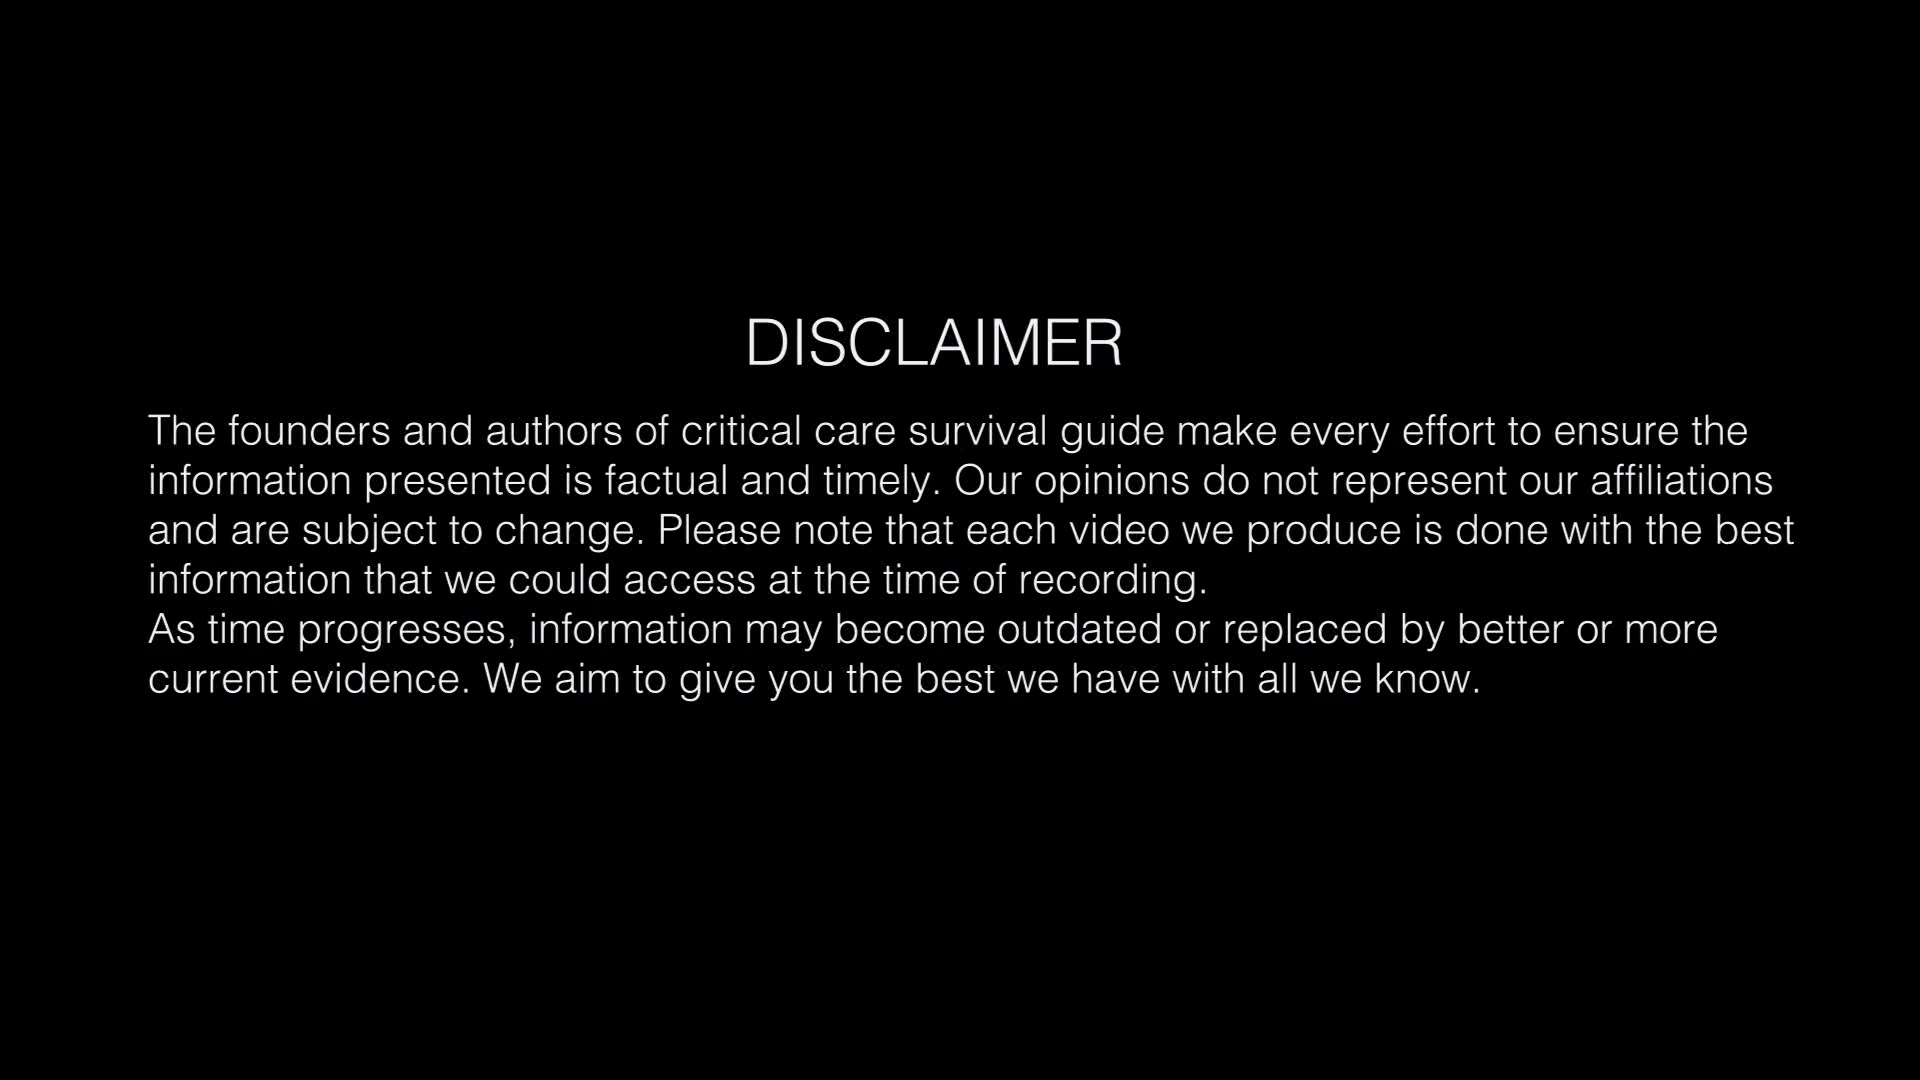 DISCLAIMER
The founders and authors of critical care survival guide make every effort to ensure the
information presented is factual and timely. Our opinions do not represent our affiliations
and are subject to change. Please note that each video we produce is done with the best
information that we could access at the time of recording.
As time progresses, information may become outdated or replaced by better or more
current evidence. We aim to give you the best we have with all we know.